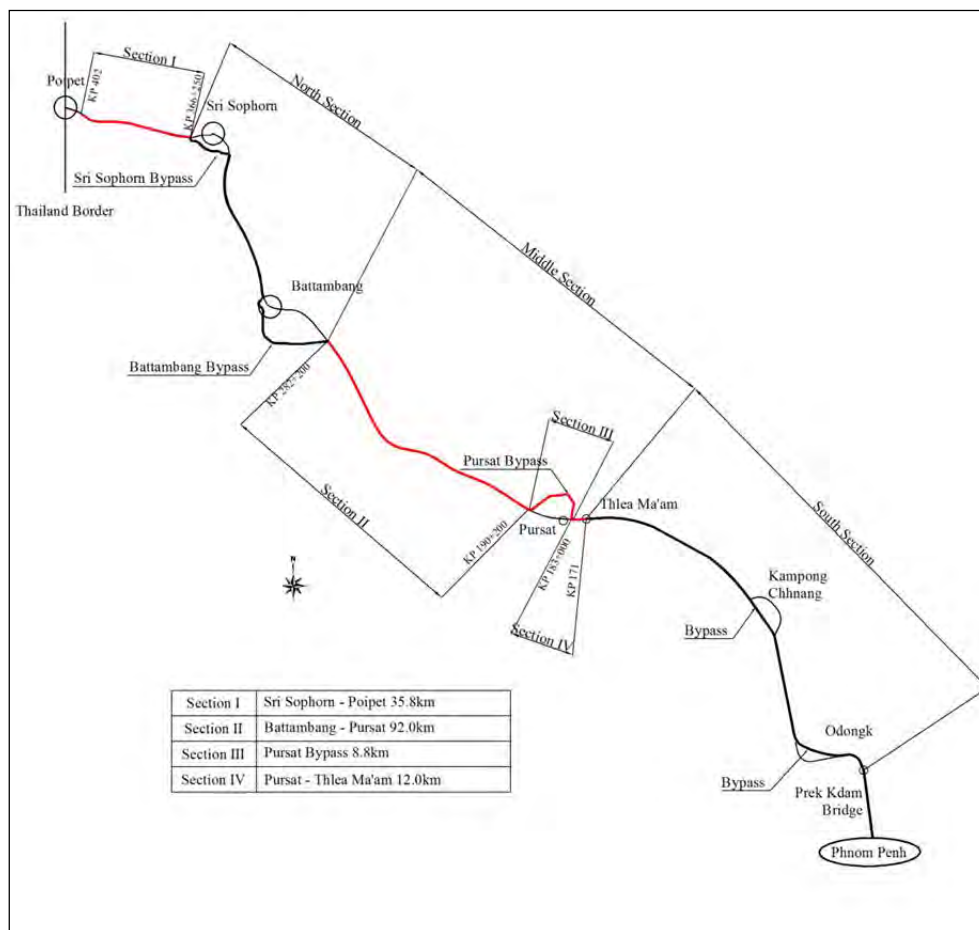 Section I
North Section
Poipet
KP 402
KP 366+250
Sri Sophorn
Sri Sophorn Bypass
Thailand Border
Middle Section
Battambang
Battambang Bypass
KP 282+200
Section III
Pursat Bypass
Thlea Ma'am
Section II
Pursat
South Section
KP 190+200
KP 183+000
KP 171
N
Kampong
Chhnang
Bypass
Section IV
Section I Sri Sophorn - Poipet 35.8km
Section II Battambang - Pursat 92.0km
Section III Pursat Bypass 8.8km
Section IV Pursat - Thlea Ma'am 12.0km
Odongk
Bypass
Prek Kdam
Bridge
Phnom Penh